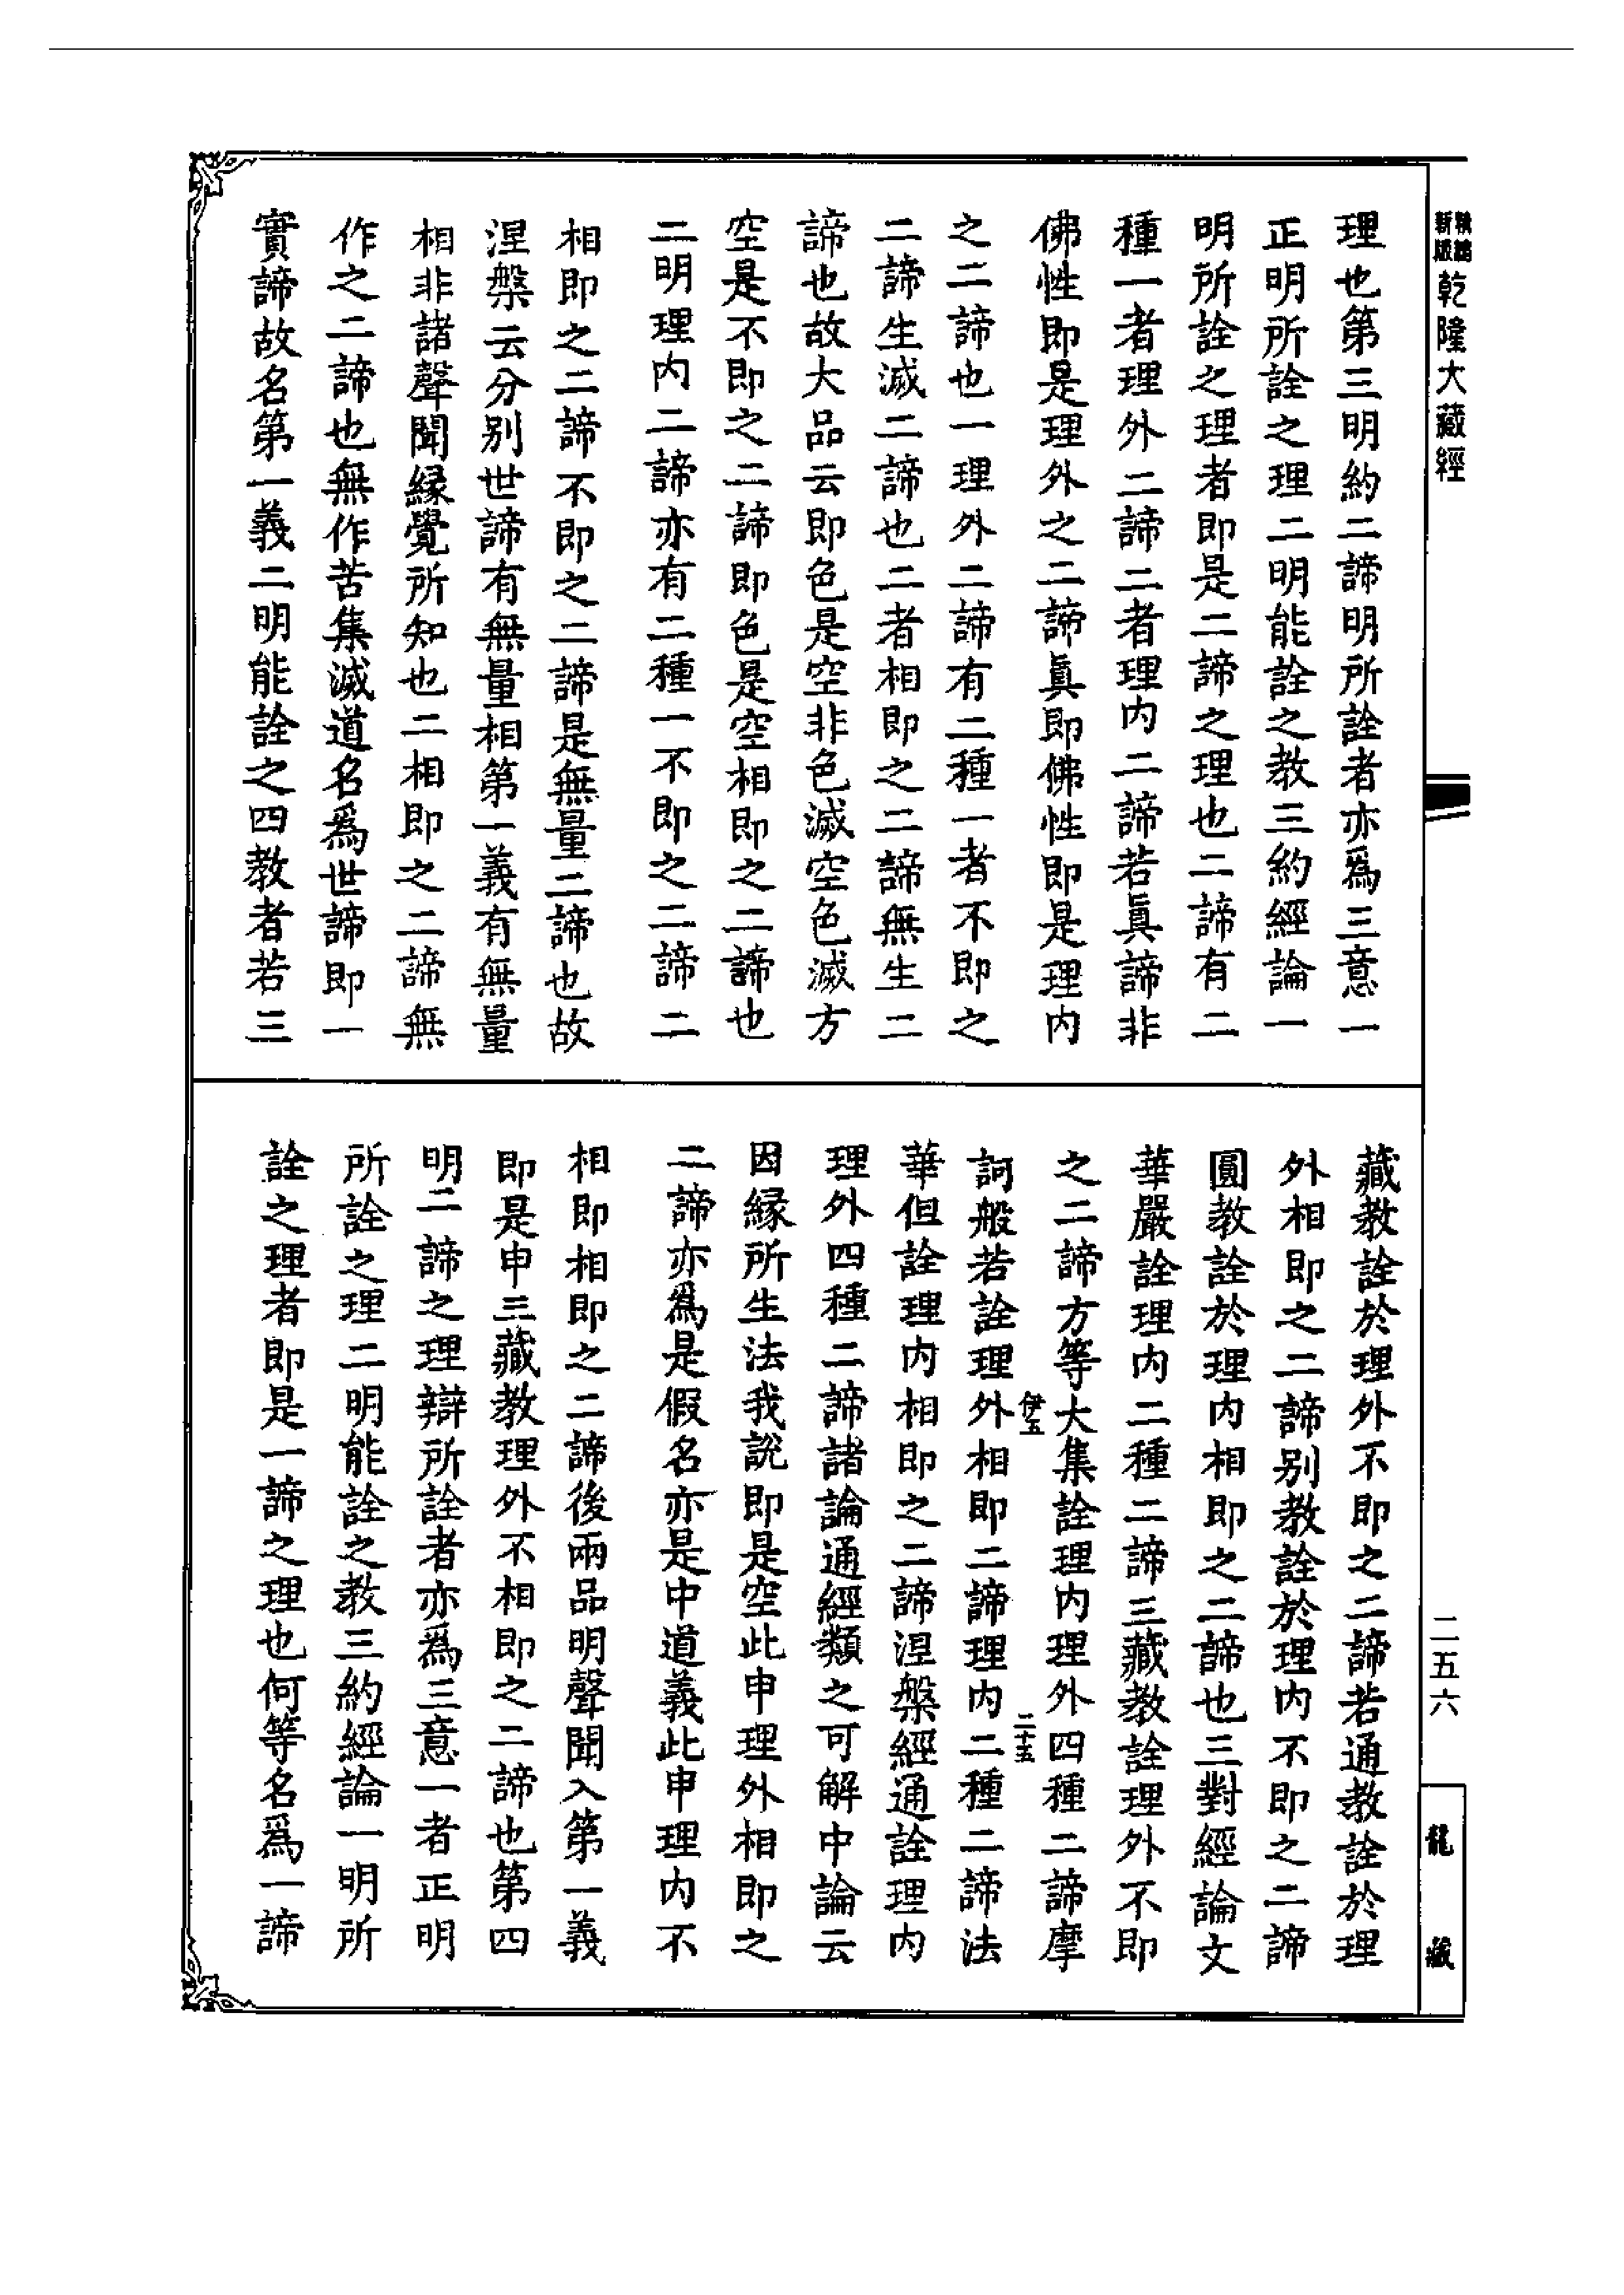 新版
精編
乾隆大藏經
理也第三明約二諦明所詮者亦爲三意一
正明所詮之理二明能詮之教三約經論一
明所詮之理者即是二諦之理也二諦有二
種一者理外二諦二者理内二諦若眞諦非
佛性即是理外之二諦眞即佛性即是理内
之二諦也一理外二諦有二種一者不即之
二諦生滅二諦也二者相即之二諦無生二
諦也故大品云即色是空非色滅空色滅方
空是不即之二諦即色是空相即之二諦也
二明理内二諦亦有二種一不即之二諦二
相即之二諦不即之二諦是無量二諦也故
涅槃云分别世諦有無量相第一義有無量
相非諸聲聞緣覺所知也二相即之二諦無
作之二諦也無作苦集滅道名爲世諦即一
實諦故名第一義二明能詮之四教者若三
藏教詮於理外不即之二諦若通教詮於理
外相即之二諦别教詮於理内不即之二諦
圓教詮於理内相即之二諦也三對經論文
華嚴詮理内二種二諦三藏教詮理外不即
之二諦方等大集詮理内理外四種二諦摩
伊五
二十五
訶般若詮理外相即二諦理内二種二諦法
華但詮理内相即之二諦涅槃經通詮理内
理外四種二諦諸論通經類之可解中論云
因緣所生法我説即是空此申理外相即之
二諦亦爲是假名亦是中道義此申理内不
相即相即之二諦後兩品明聲聞入第一義
即是申三藏教理外不相即之二諦也第四
明二諦之理辯所詮者亦爲三意一者正明
所詮之理二明能詮之教三約經論一明所
詮之理者即是一諦之理也何等名爲一諦
二五六
龍藏